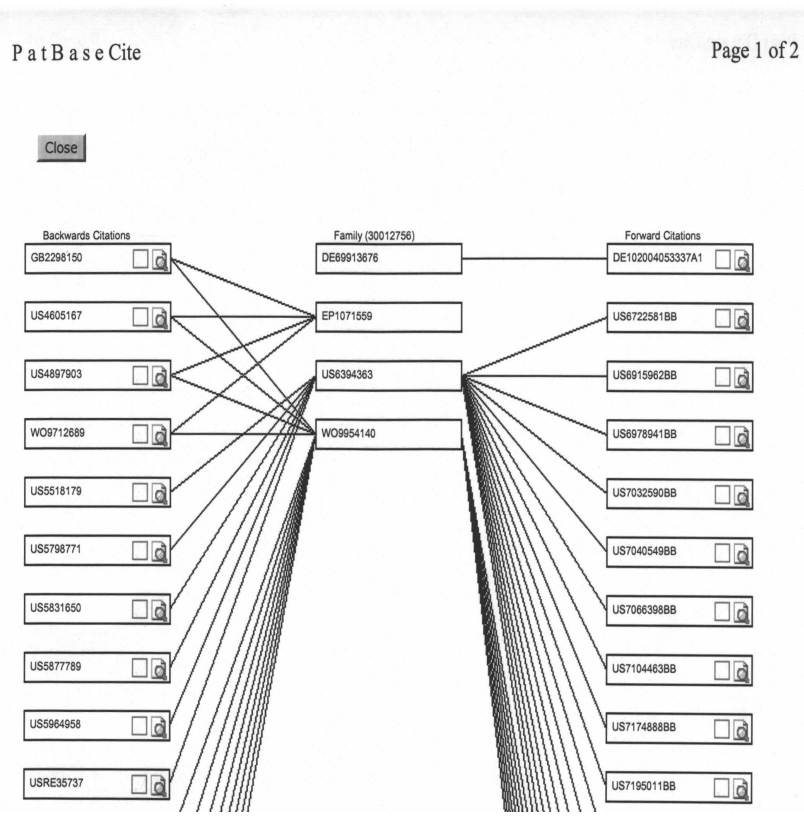 P a t B a s e Cite
Page 1 of 2
Close
Backwards Citations
Family (30012756)
Forward Citations
GB2298150
DE69913676
DE102004053337A1
US4605167
EP1071559
US6722581BB
US4897903
US6394363
US6915962BB
WO9712689
WO9954140
US6978941BB
US5518179
US7032590BB
US5798771
US7040549BB
US5831650
US7066398BB
US5877789
US7104463BB
US5964958
US7174888BB
USRE35737
US7195011BB